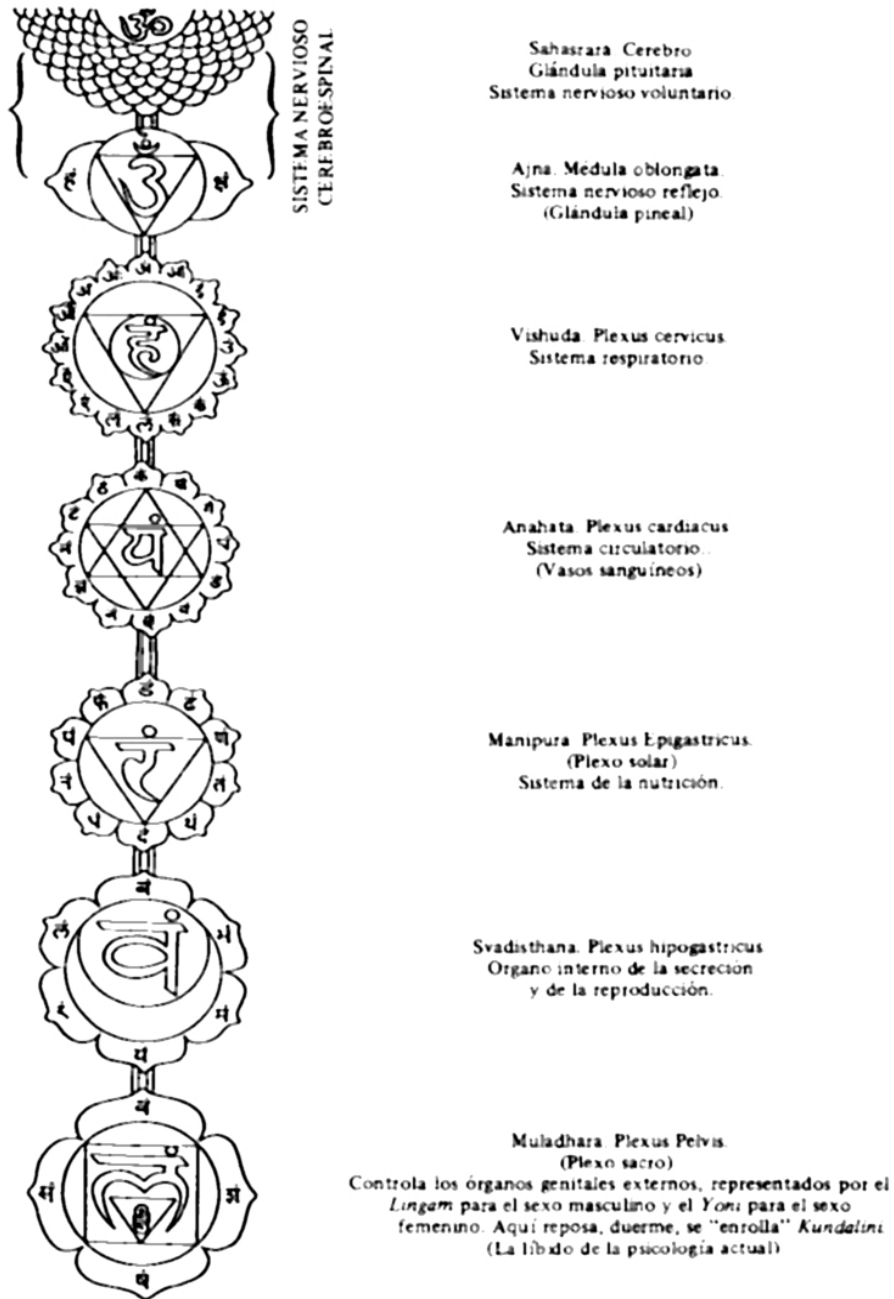 ॐ
SISTEMA NERVIOSO
CEREBROESPINAL
Sahasrara Cerebro
Glándula pituitaria
Sistema nervioso voluntario.
ॐ
Ajna. Médula oblongata.
Sistema nervioso reflejo.
(Glándula pineal)
हं
Vishuda. Plexus cervicus.
Sistema respiratorio.
यं
Anahata. Plexus cardiacus
Sistema circulatorio..
(Vasos sanguíneos)
रं
Manipura. Plexus Epigastricus.
(Plexo solar)
Sistema de la nutrición.
वं
Svadisthana. Plexus hipogastricus
Organo interno de la secreción
y de la reproducción.
लं
Muladhara. Plexus Pelvis.
(Plexo sacro)
Controla los órganos genitales externos, representados por el
Lingam para el sexo masculino y el Yoni para el sexo
femenino. Aquí reposa, duerme, se "enrolla" Kundalini
(La líbido de la psicología actual)